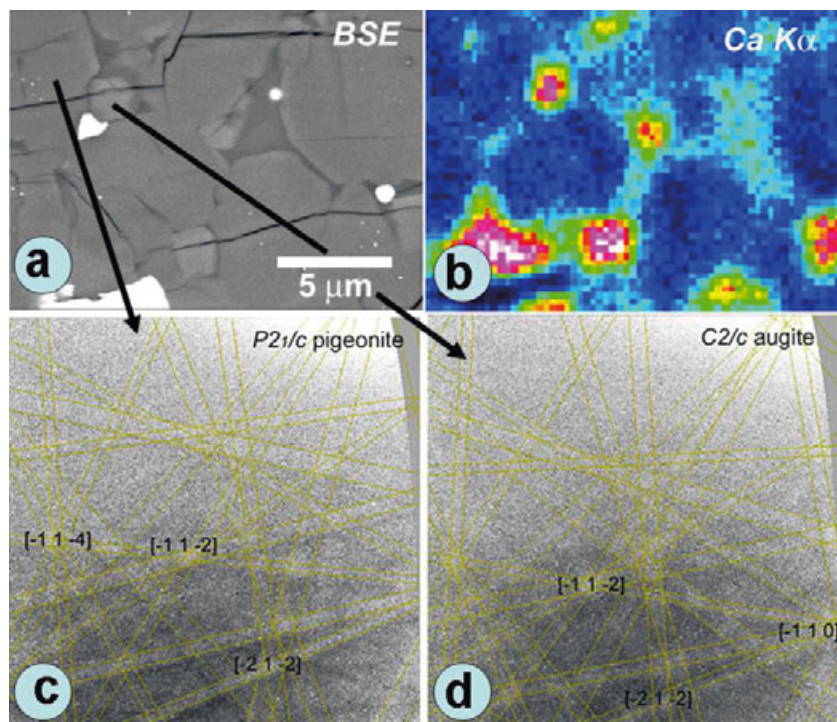 BSE
Ca Kα
a
5 μm
b
P2₁/c pigeonite
C2/c augite
[-1 1 -4]
[-1 1 -2]
[-2 1 -2]
[-1 1 -2]
[-1 1 0]
[-2 1 -2]
c
d